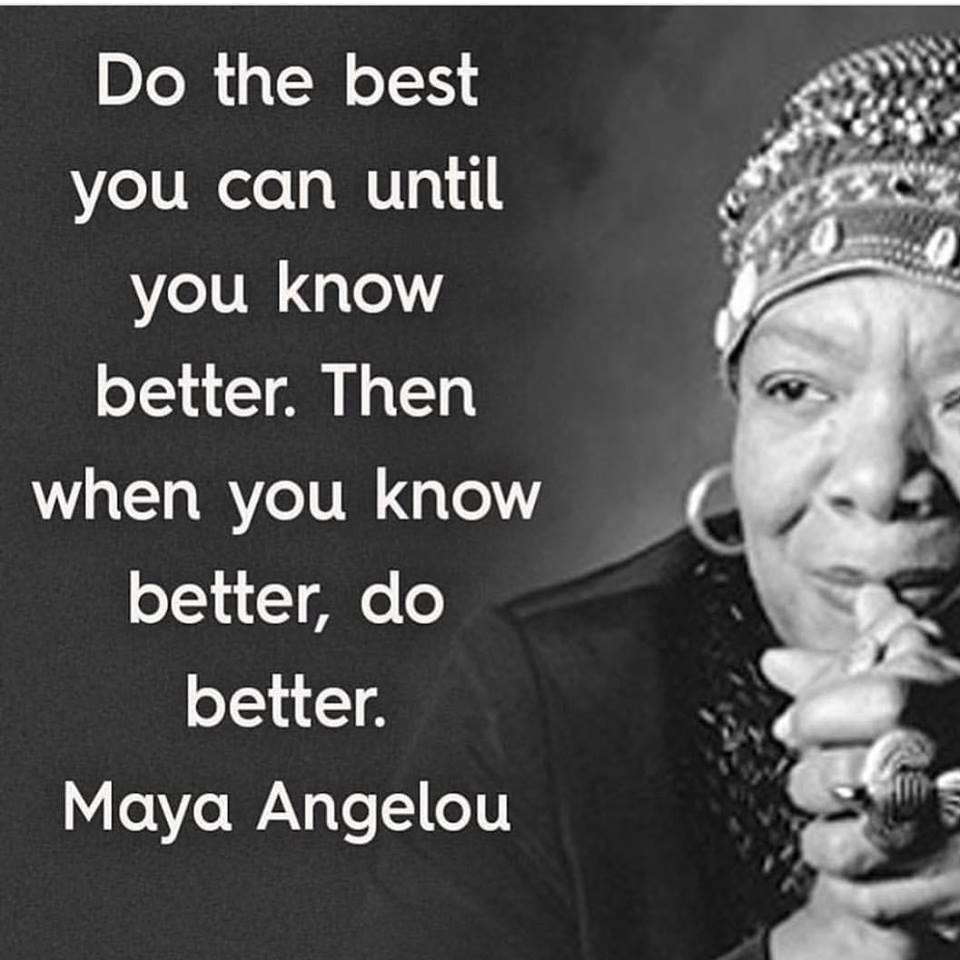 Do the best
you can until
you know
better. Then
when you know
better, do
better.
Maya Angelou